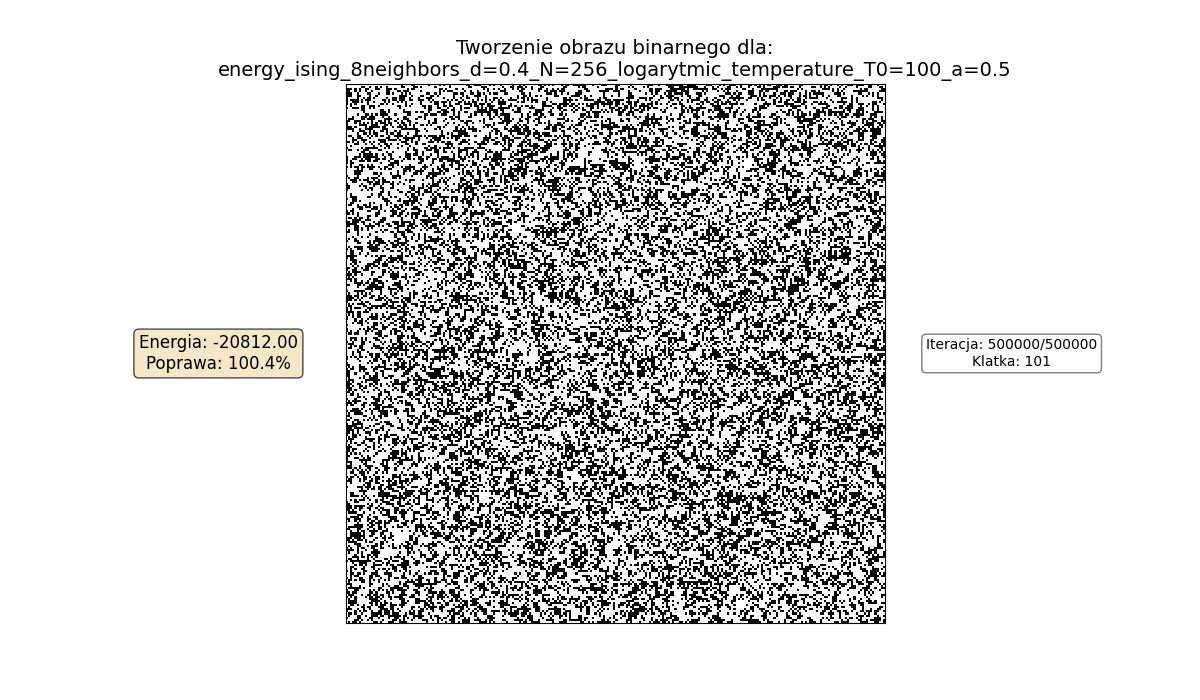 Tworzenie obrazu binarnego dla:
energy_ising_8neighbors_d=0.4_N=256_logarytmic_temperature_T0=100_a=0.5
Energia: -20812.00
Poprawa: 100.4%
Iteracja: 500000/500000
Klatka: 101